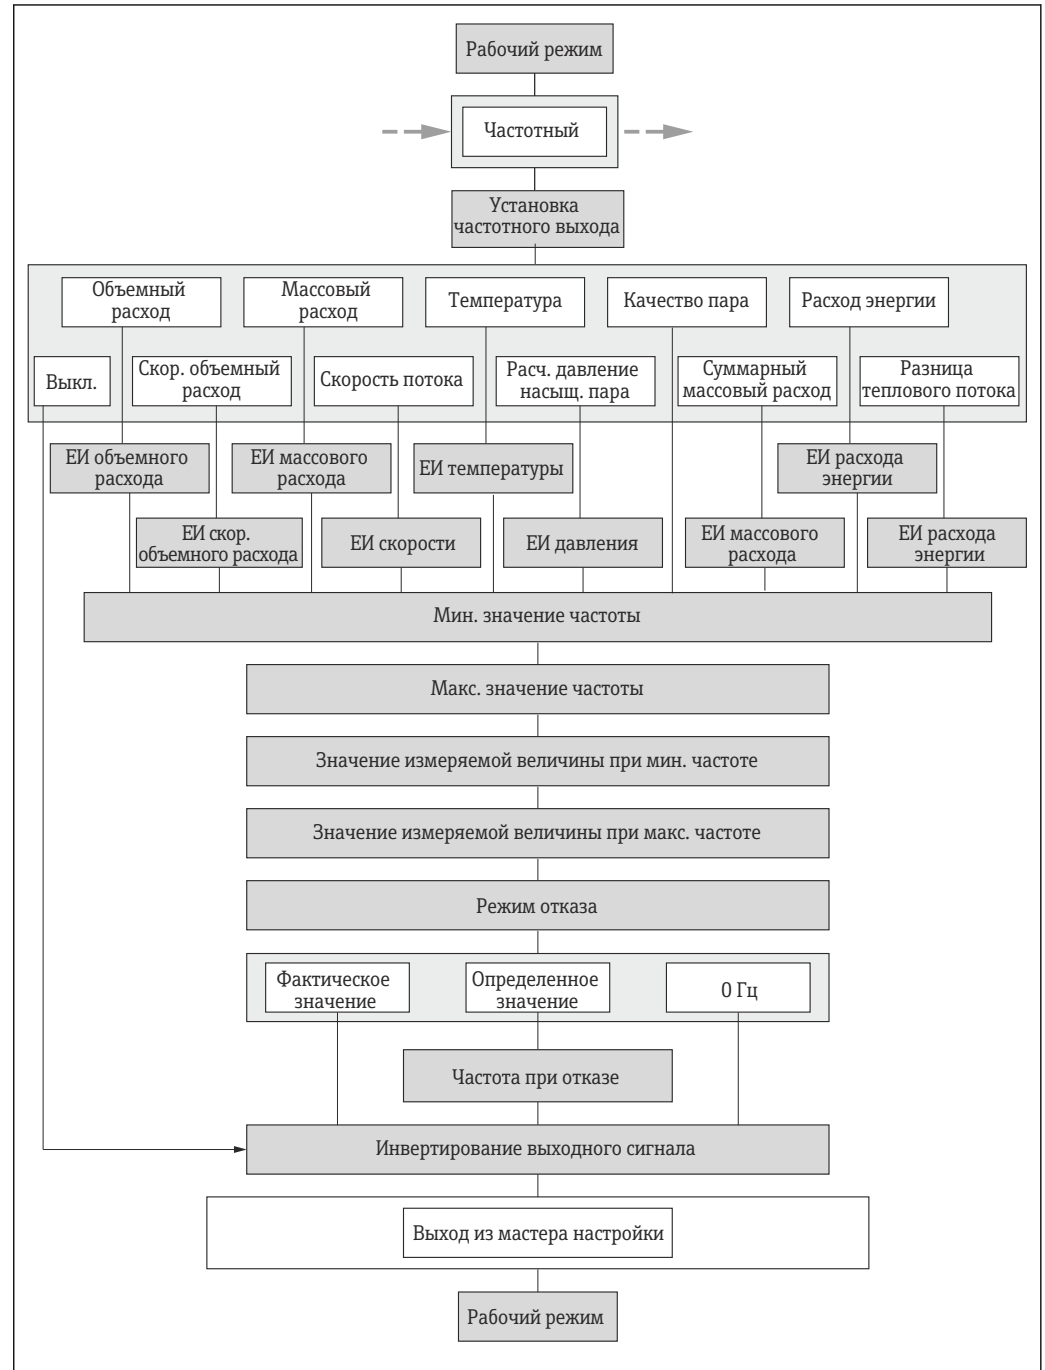 Рабочий режим
Частотный
Установка
частотного выхода
Объемный
расход
Массовый
расход
Температура
Качество пара
Расход энергии
Выкл.
Скор. объемный
расход
Скорость потока
Расч. давление
насыщ. пара
Суммарный
массовый расход
Разница
теплового потока
ЕИ объемного
расхода
ЕИ массового
расхода
ЕИ температуры
ЕИ расхода
энергии
ЕИ скор.
объемного расхода
ЕИ скорости
ЕИ давления
ЕИ массового
расхода
ЕИ расхода
энергии
Мин. значение частоты
Макс. значение частоты
Значение измеряемой величины при мин. частоте
Значение измеряемой величины при макс. частоте
Режим отказа
Фактическое
значение
Определенное
значение
0 Гц
Частота при отказе
Инвертирование выходного сигнала
Выход из мастера настройки
Рабочий режим